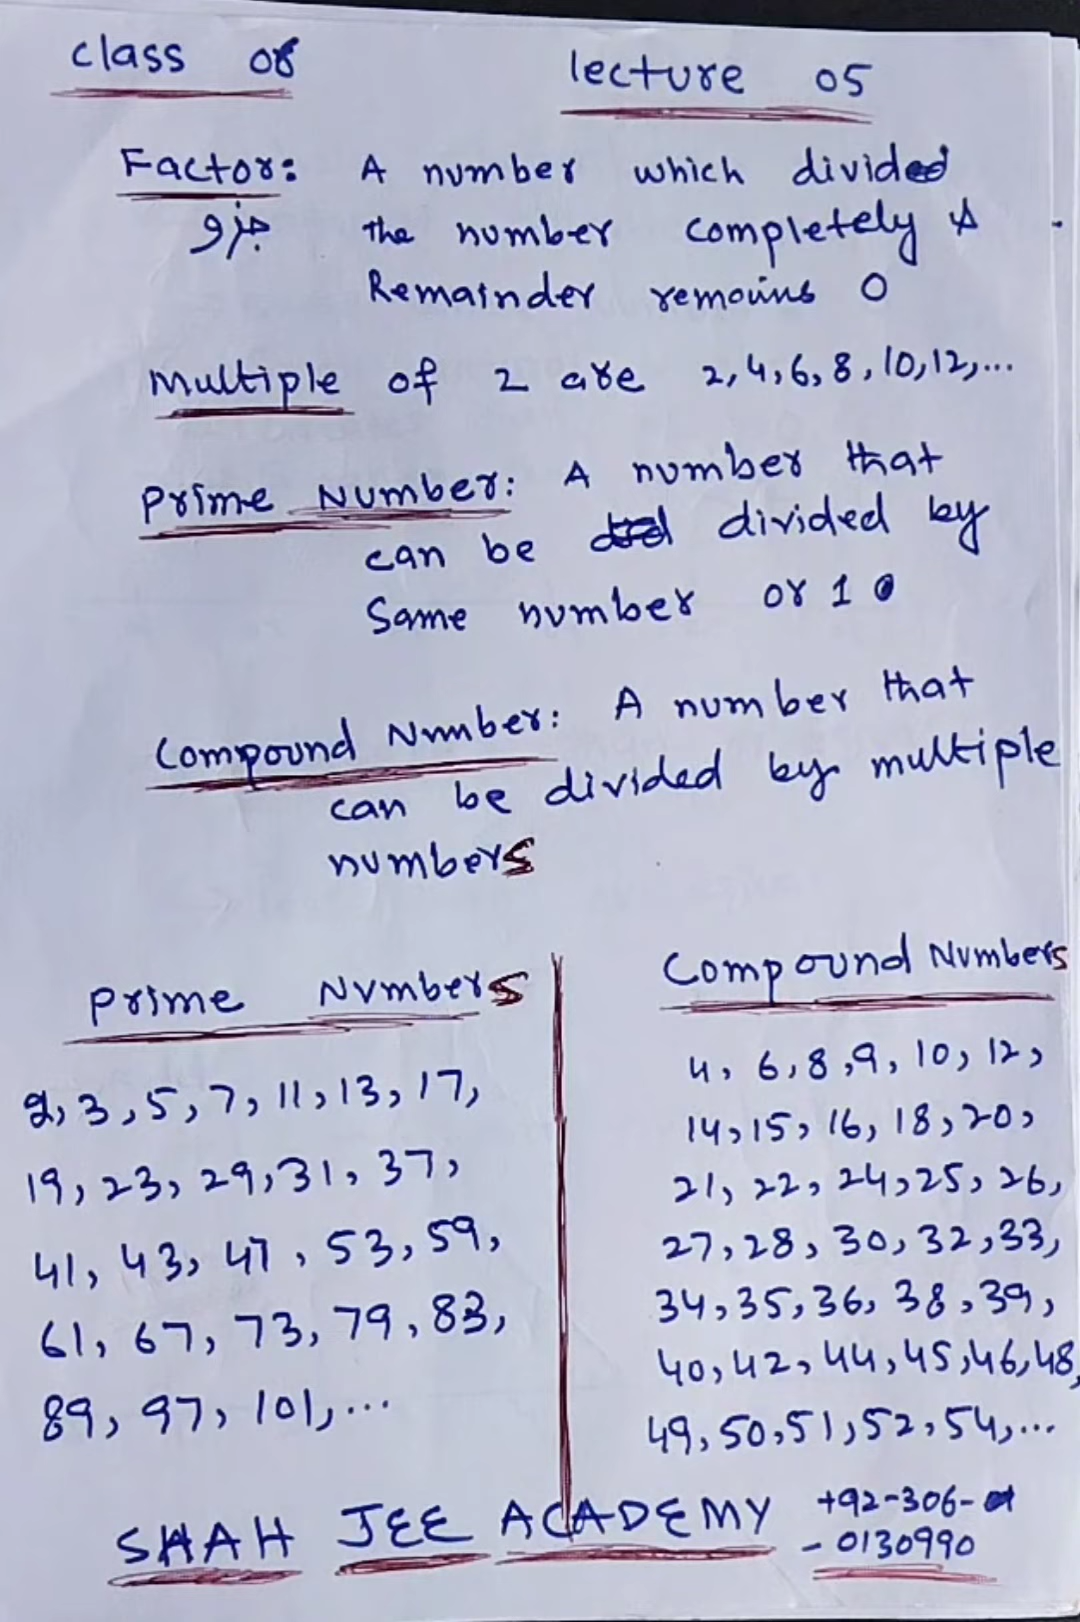 class 08 lecture 05
Factor: A number which divided
جزو the number completely &
Remainder remains 0
Multiple of 2 are 2, 4, 6, 8, 10, 12, ...
Prime Number: A number that
can be divided by
Same number or 1
Compound Number: A number that
can be divided by multiple
numbers
Prime Numbers
2, 3, 5, 7, 11, 13, 17,
19, 23, 29, 31, 37,
41, 43, 47, 53, 59,
61, 67, 73, 79, 83,
89, 97, 101, ...
Compound Numbers
4, 6, 8, 9, 10, 12,
14, 15, 16, 18, 20,
21, 22, 24, 25, 26,
27, 28, 30, 32, 33,
34, 35, 36, 38, 39,
40, 42, 44, 45, 46, 48,
49, 50, 51, 52, 54, ...
SHAH JEE ACADEMY +92-306-
-0130990